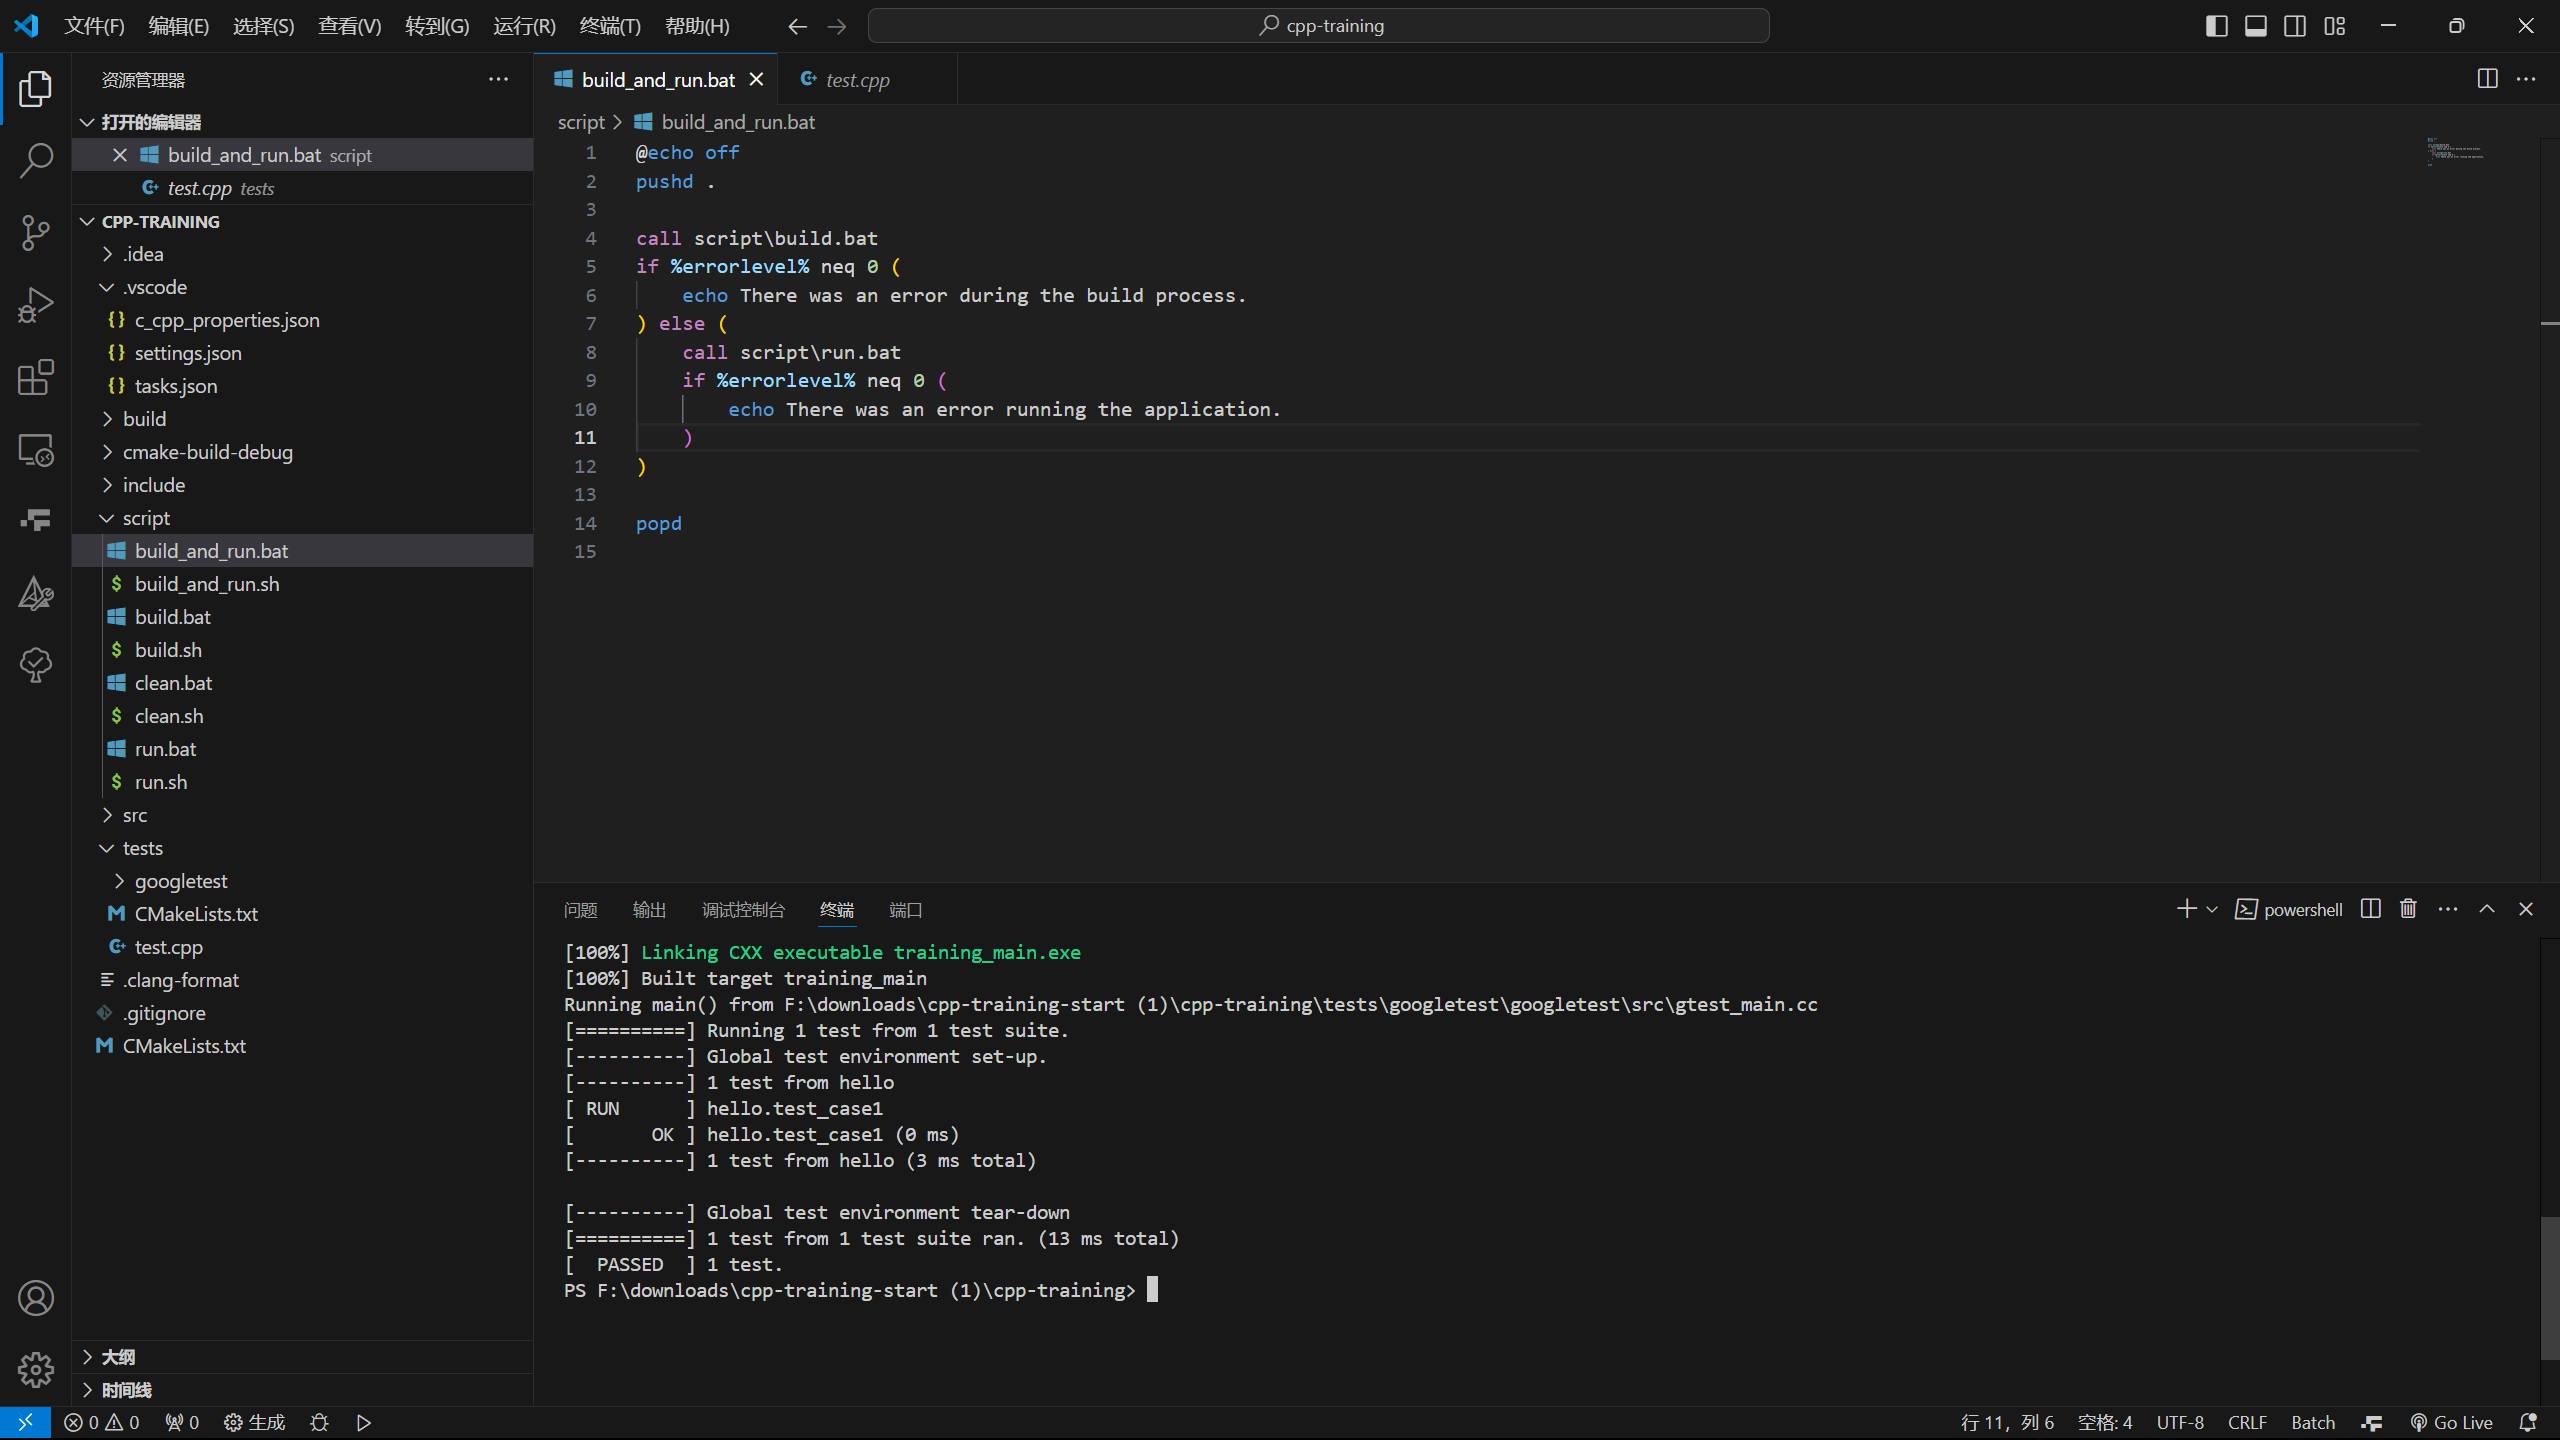 文件(F) 编辑(E) 选择(S) 查看(V) 转到(G) 运行(R) 终端(T) 帮助(H) cpp-training
资源管理器
打开的编辑器
build_and_run.bat script
test.cpp tests
CPP-TRAINING
.idea
.vscode
{} c_cpp_properties.json
{} settings.json
{} tasks.json
build
cmake-build-debug
include
script
build_and_run.bat
$ build_and_run.sh
build.bat
$ build.sh
clean.bat
$ clean.sh
run.bat
$ run.sh
src
tests
googletest
M CMakeLists.txt
test.cpp
.clang-format
.gitignore
M CMakeLists.txt
大纲
时间线
build_and_run.bat test.cpp
script > build_and_run.bat
1 @echo off
2 pushd .
3
4 call script\build.bat
5 if %errorlevel% neq 0 (
6 echo There was an error during the build process.
7 ) else (
8 call script\run.bat
9 if %errorlevel% neq 0 (
10 echo There was an error running the application.
11 )
12 )
13
14 popd
15
问题 输出 调试控制台 终端 端口 powershell
[100%] Linking CXX executable training_main.exe
[100%] Built target training_main
Running main() from F:\downloads\cpp-training-start (1)\cpp-training\tests\googletest\googletest\src\gtest_main.cc
[==========] Running 1 test from 1 test suite.
[----------] Global test environment set-up.
[----------] 1 test from hello
[ RUN      ] hello.test_case1
[       OK ] hello.test_case1 (0 ms)
[----------] 1 test from hello (3 ms total)
[----------] Global test environment tear-down
[==========] 1 test from 1 test suite ran. (13 ms total)
[  PASSED  ] 1 test.
PS F:\downloads\cpp-training-start (1)\cpp-training>
0 0 0 生成 行 11，列 6 空格: 4 UTF-8 CRLF Batch Go Live